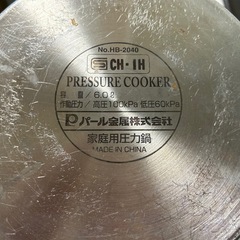 No.HB-2040
CH・IH
PRESSURE COOKER
容 量/6.0ℓ
作動圧力/高圧100kPa 低圧60kPa
パール金属株式会社
家庭用圧力鍋
MADE IN CHINA